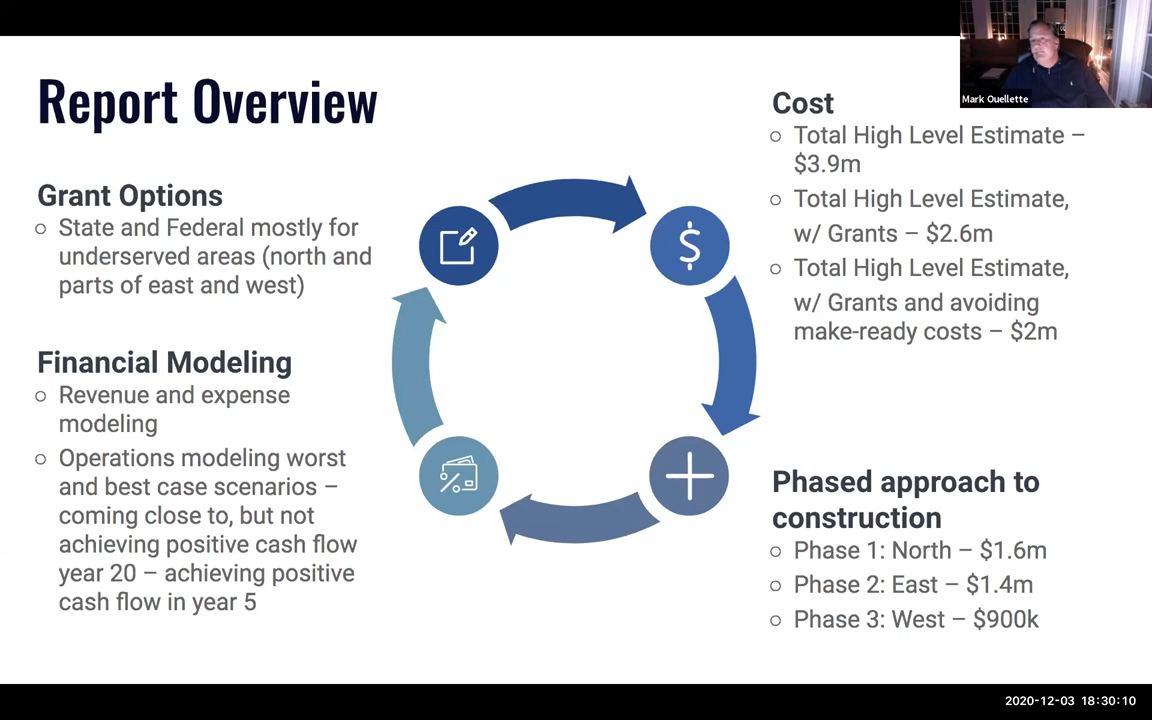 Report Overview
Grant Options
○ State and Federal mostly for
underserved areas (north and
parts of east and west)
Financial Modeling
○ Revenue and expense
modeling
○ Operations modeling worst
and best case scenarios –
coming close to, but not
achieving positive cash flow
year 20 – achieving positive
cash flow in year 5
$
Cost
○ Total High Level Estimate –
$3.9m
○ Total High Level Estimate,
w/ Grants – $2.6m
○ Total High Level Estimate,
w/ Grants and avoiding
make-ready costs – $2m
Phased approach to
construction
○ Phase 1: North – $1.6m
○ Phase 2: East – $1.4m
○ Phase 3: West – $900k
Mark Ouellette
2020-12-03 18:30:10